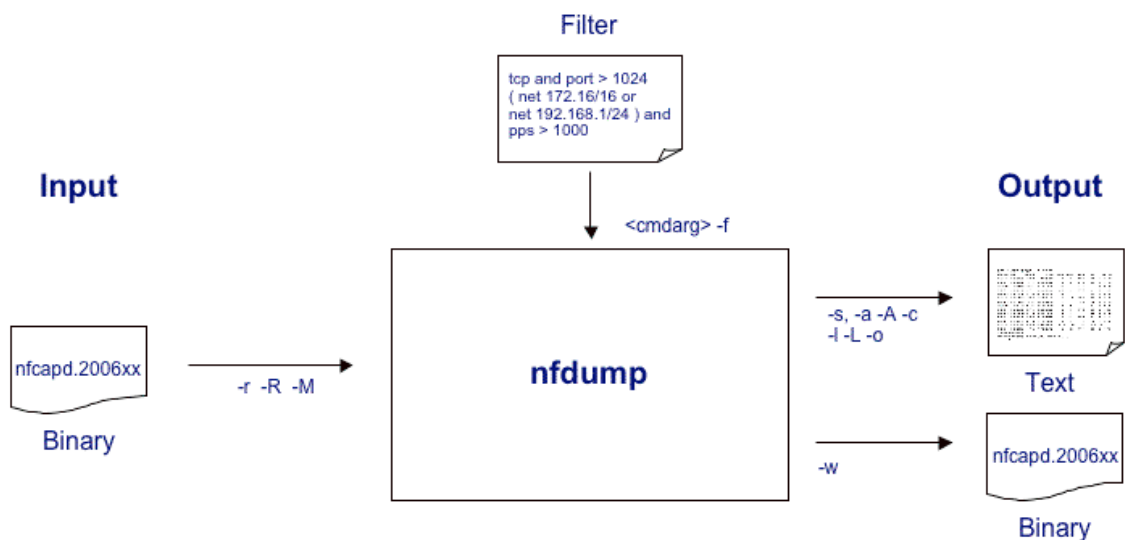 Filter
tcp and port > 1024
( net 172.16/16 or
net 192.168.1/24 ) and
pps > 1000
Input
Output
<cmdarg> -f
nfcapd.2006xx
Binary
-r -R -M
nfdump
-s, -a -A -c
-l -L -o
Text
-w
nfcapd.2006xx
Binary